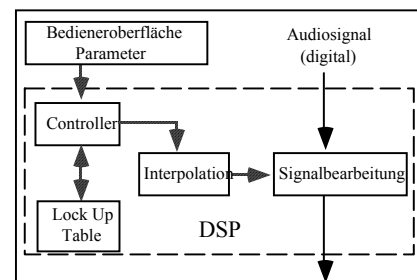 Bedieneroberfläche
Parameter
Audiosignal
(digital)
Controller
Interpolation
Signalbearbeitung
Lock Up
Table
DSP